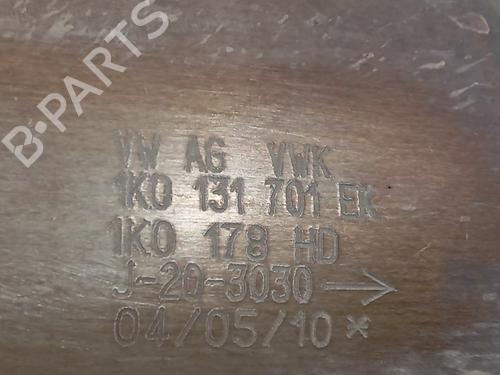 B-PARTS
VW AG VWK
1K0 131 701 EK
1K0 178 HD
J-20-3030→
04/05/10*